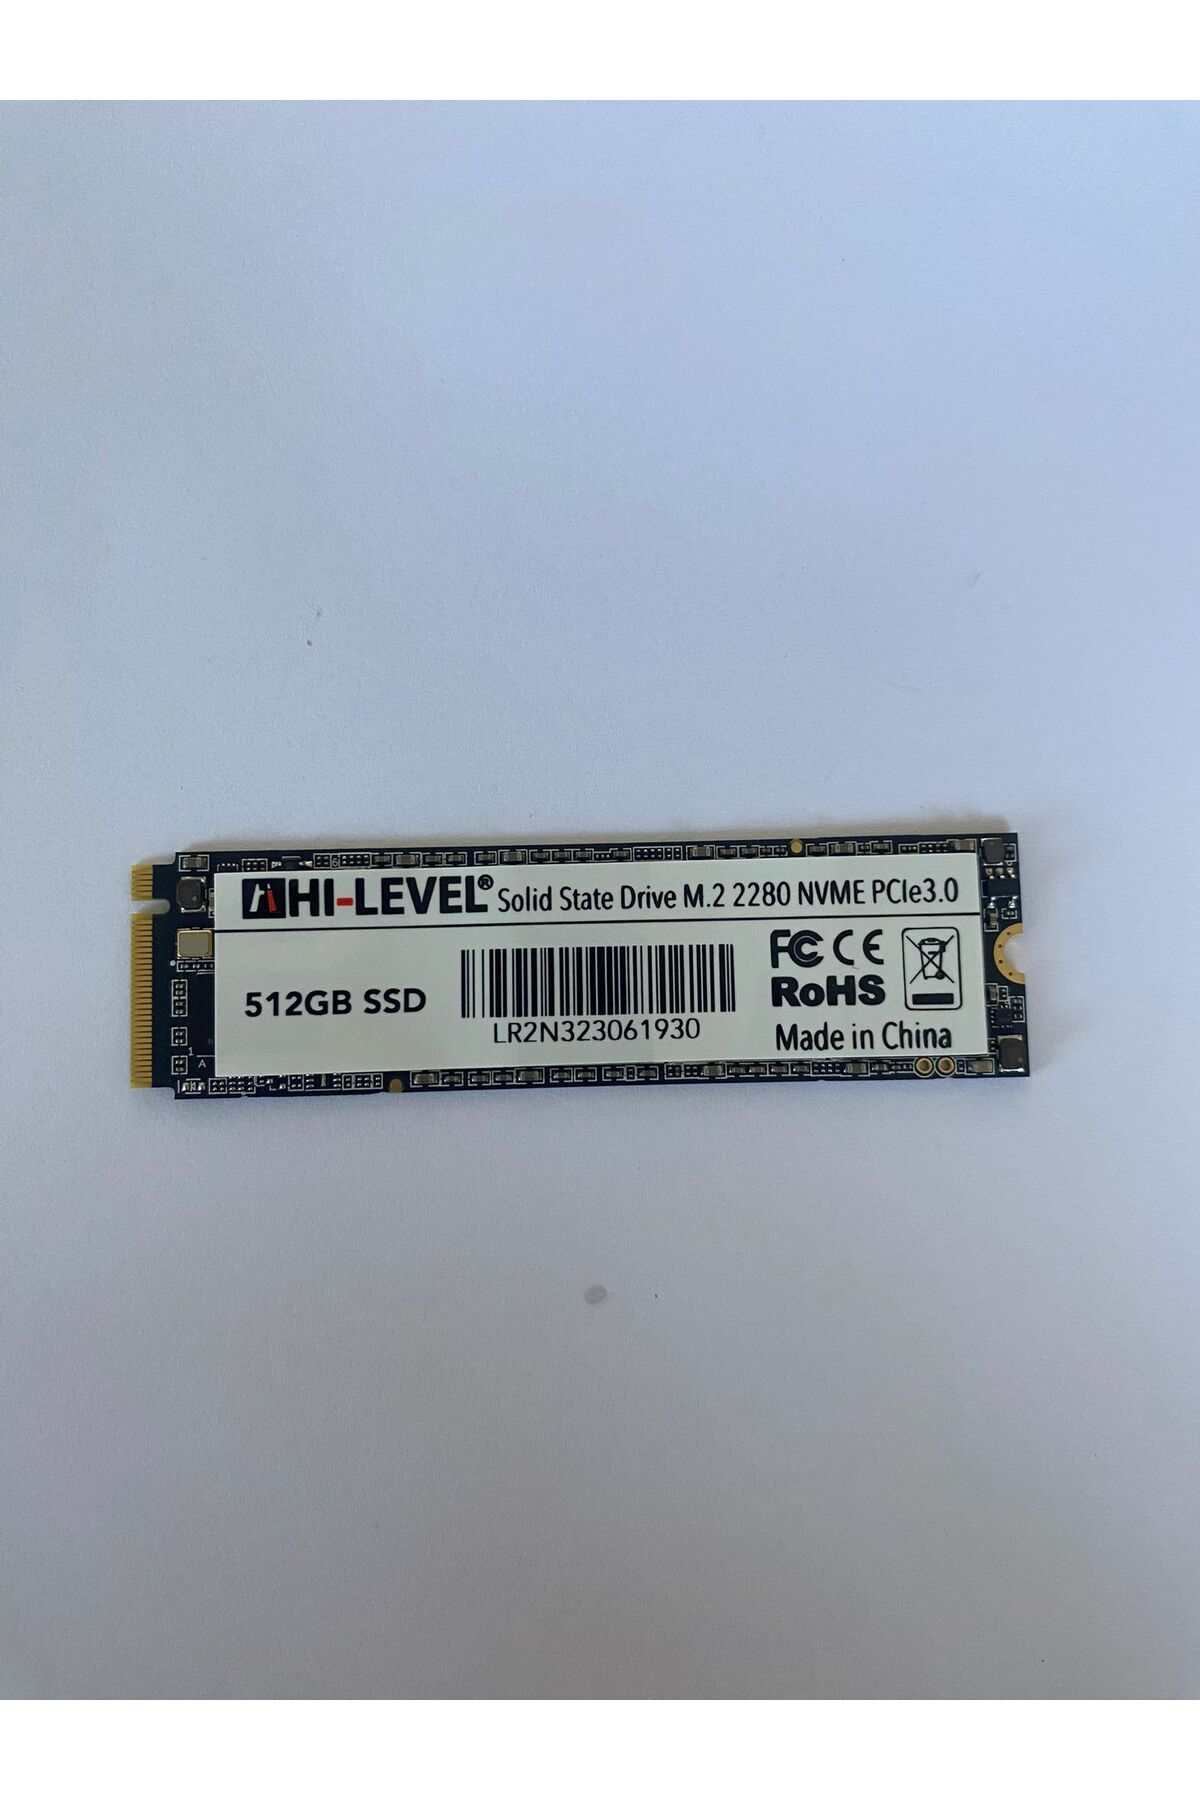 HI-LEVEL® Solid State Drive M.2 2280 NVME PCIe3.0
512GB SSD
LR2N323061930
FC CE
RoHS
Made in China
1
A